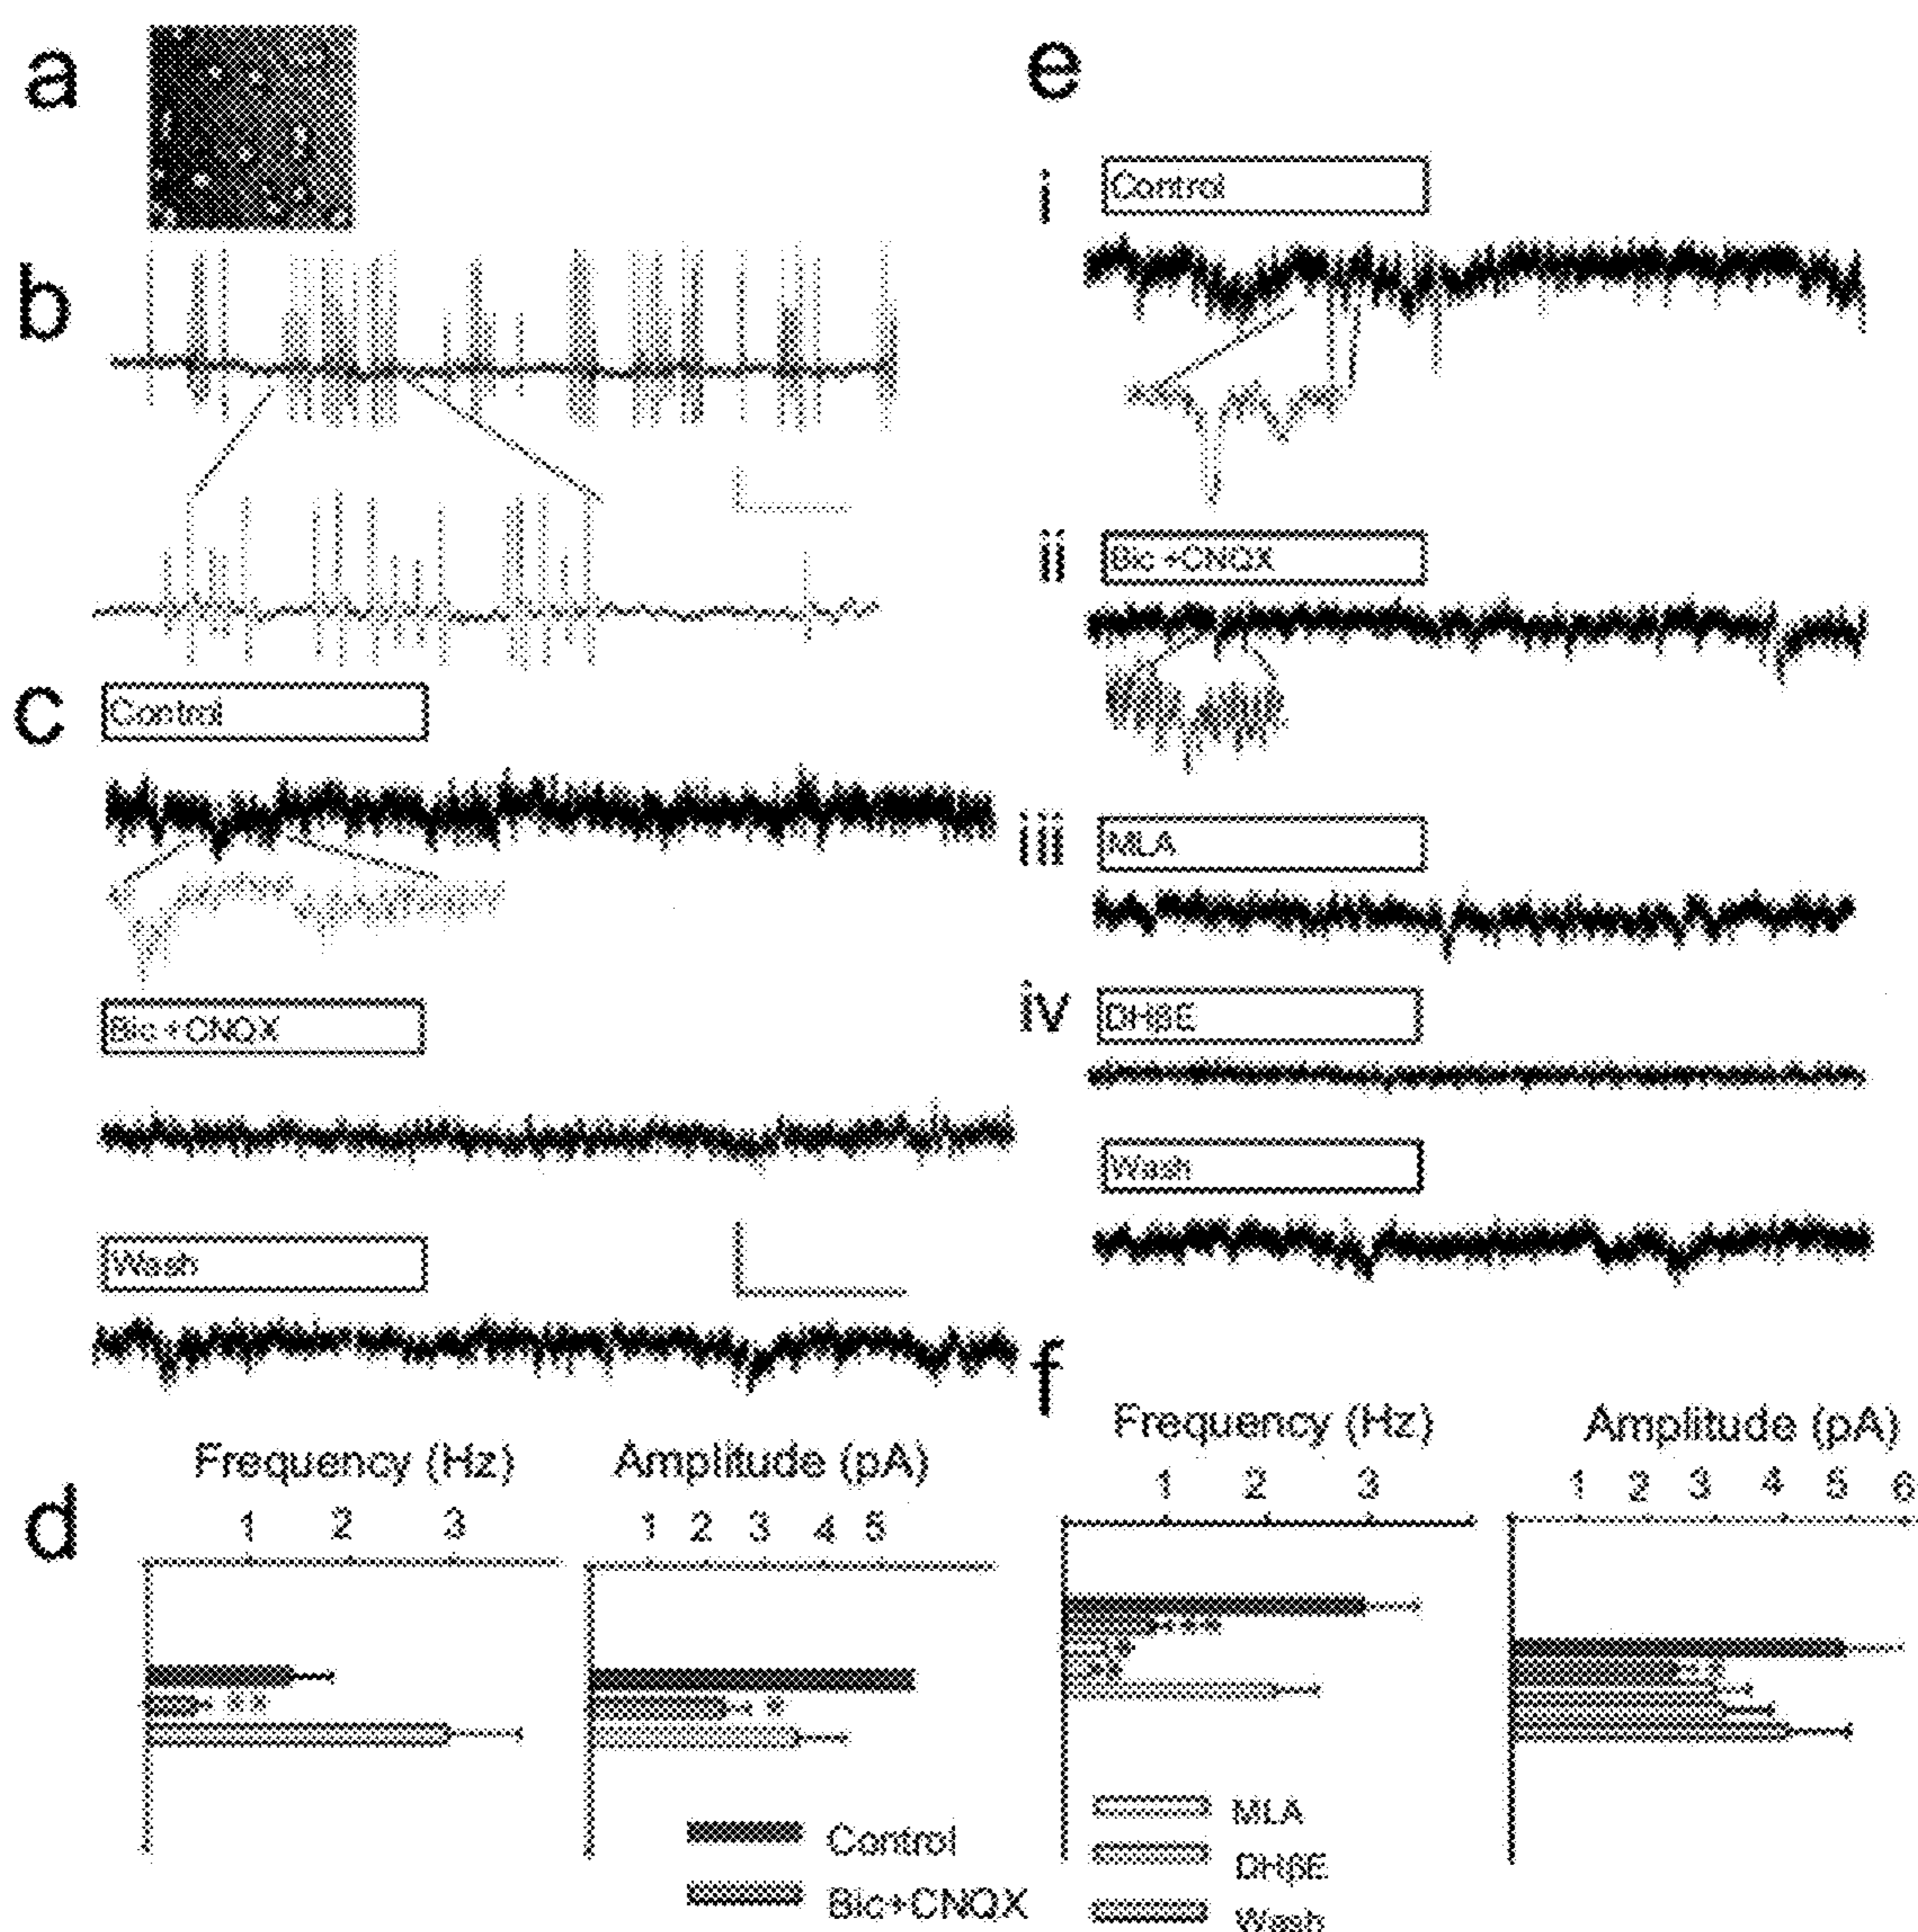 a
b
c
Control
Bic +CNQX
Wash
d
Frequency (Hz)
1 2 3
Amplitude (pA)
1 2 3 4 5
**
*
Control
Bic+CNQX
e
i
Control
ii
Bic +CNQX
iii
MLA
iv
DHβE
Wash
f
Frequency (Hz)
1 2 3
Amplitude (pA)
1 2 3 4 5 6
MLA
DHβE
Wash